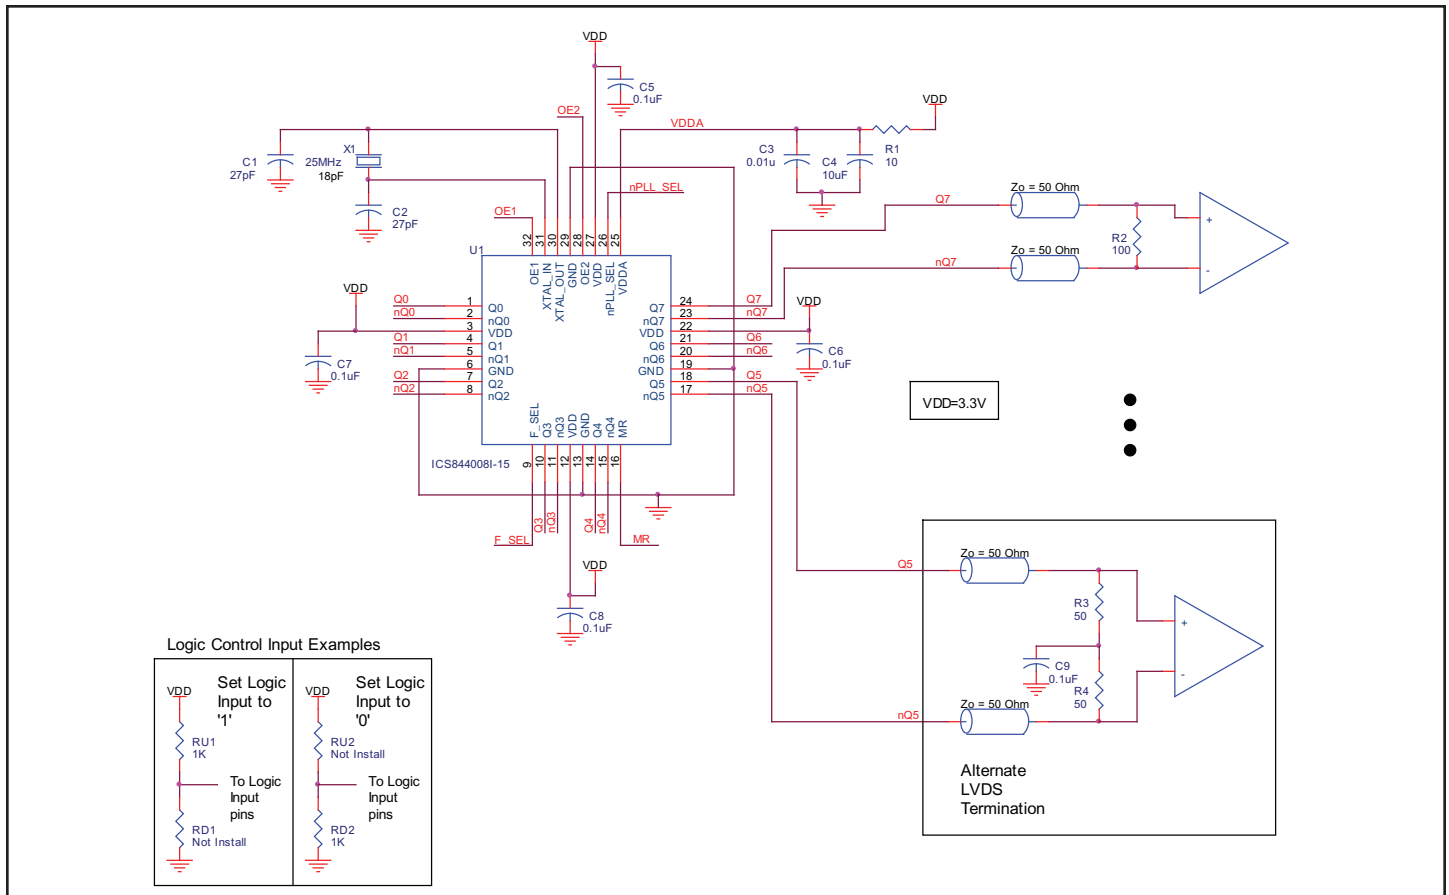 VDD
C5
0.1uF
OE2
VDDA
VDD
C1
27pF
X1
25MHz
18pF
C3
0.01u
C4
10uF
R1
10
nPLL_SEL
C2
27pF
OE1
Q7
Zo = 50 Ohm
+
R2
100
nQ7
Zo = 50 Ohm
-
U1
32
31
30
29
28
27
26
25
OE1
XTAL_IN
XTAL_OUT
GND
OE2
VDD
nPLL_SEL
VDDA
VDD
Q0 1 Q0
nQ0 2 nQ0
3 VDD
Q1 4 Q1
nQ1 5 nQ1
6 GND
Q2 7 Q2
nQ2 8 nQ2
Q7 24 Q7
nQ7 23 nQ7
VDD 22
Q6 21 Q6
nQ6 20 nQ6
GND 19
Q5 18 Q5
nQ5 17 nQ5
VDD
C6
0.1uF
C7
0.1uF
F_SEL
Q3
nQ3
VDD
GND
Q4
nQ4
MR
ICS844008I-15
9
10
11
12
13
14
15
16
F_SEL
Q3
nQ3
Q4
nQ4
MR
VDD
C8
0.1uF
VDD=3.3V
Q5
Zo = 50 Ohm
R3
50
+
C9
0.1uF
R4
50
-
nQ5
Zo = 50 Ohm
Alternate
LVDS
Termination
Logic Control Input Examples
VDD
Set Logic
Input to
'1'
RU1
1K
To Logic
Input
pins
RD1
Not Install
VDD
Set Logic
Input to
'0'
RU2
Not Install
To Logic
Input
pins
RD2
1K